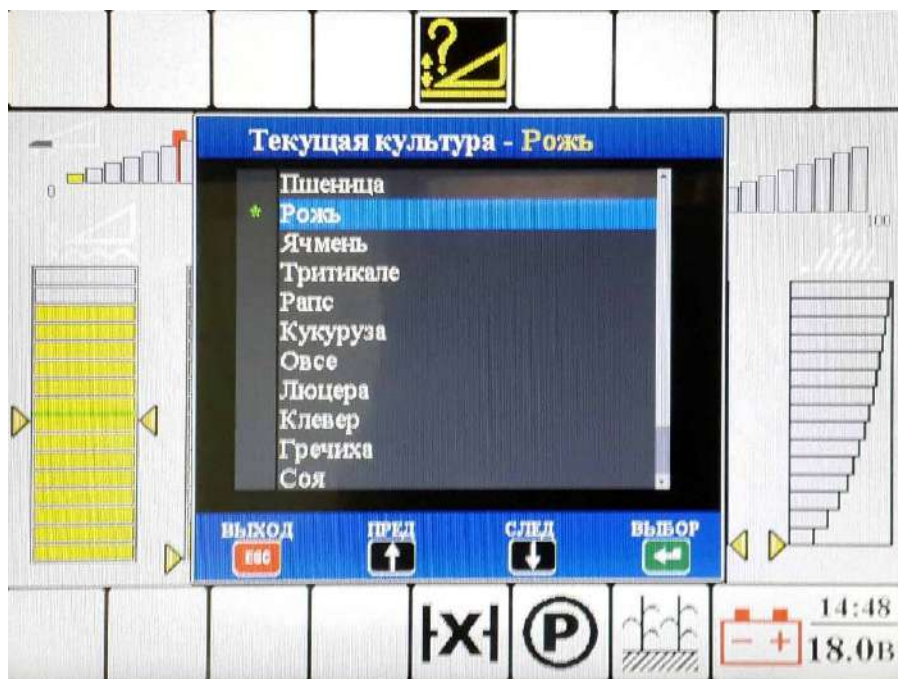 ?
Текущая культура - Рожь
0
100
Пшеница
* Рожь
Ячмень
Тритикале
Рапс
Кукуруза
Овсе
Люцера
Клевер
Гречиха
Соя
ВЫХОД ПРЕД СЛЕД ВЫБОР
ESC
X P
14:48
18.0В